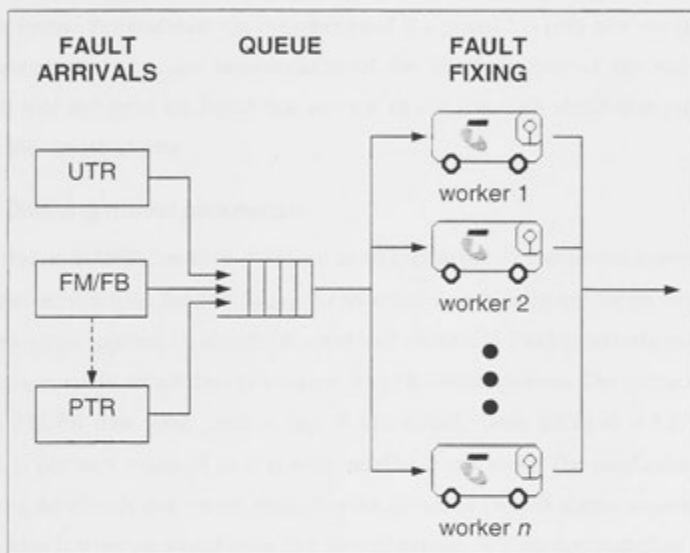 FAULT
ARRIVALS
QUEUE
FAULT
FIXING
UTR
FM/FB
PTR
worker 1
worker 2
worker n